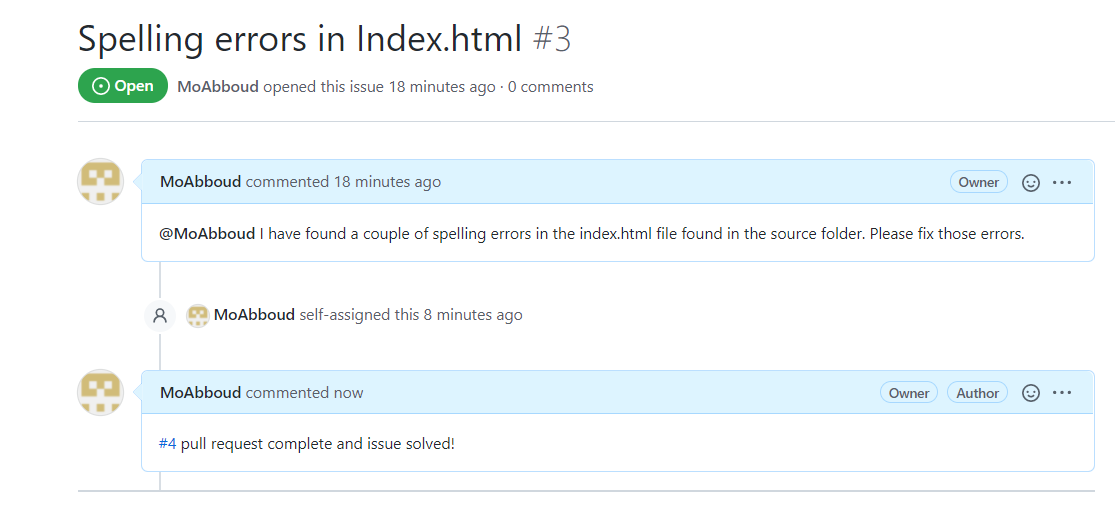 Spelling errors in Index.html #3
Open MoAbboud opened this issue 18 minutes ago · 0 comments
MoAbboud commented 18 minutes ago Owner
@MoAbboud I have found a couple of spelling errors in the index.html file found in the source folder. Please fix those errors.
MoAbboud self-assigned this 8 minutes ago
MoAbboud commented now Owner Author
#4 pull request complete and issue solved!